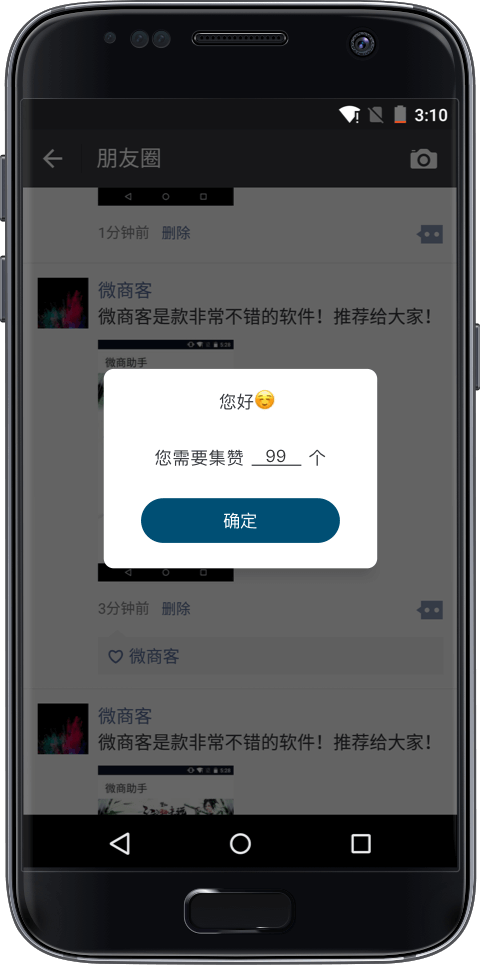 3:10
朋友圈
1分钟前 删除
微商客
微商客是款非常不错的软件！推荐给大家！
5:28
微商助手
您好☺️
您需要集赞 99 个
确定
3分钟前 删除
微商客
微商客
微商客是款非常不错的软件！推荐给大家！
5:28
微商助手